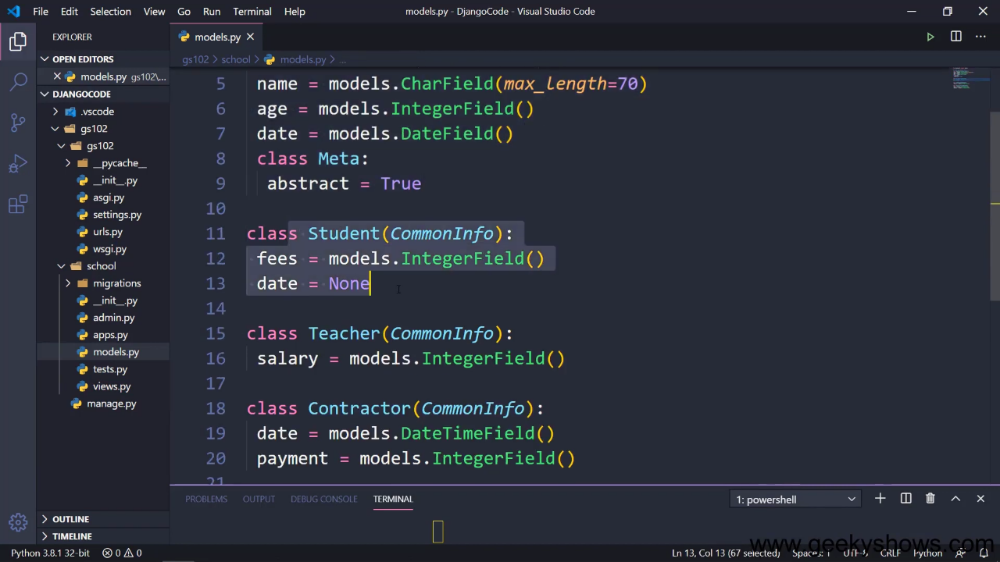 File Edit Selection View Go Run Terminal Help models.py - DjangoCode - Visual Studio Code
EXPLORER
OPEN EDITORS
models.py gs102\...
DJANGOCODE
.vscode
gs102
gs102
__pycache__
__init__.py
asgi.py
settings.py
urls.py
wsgi.py
school
migrations
__init__.py
admin.py
apps.py
models.py
tests.py
views.py
manage.py
OUTLINE
TIMELINE
models.py
gs102 > school > models.py > ...
5 name = models.CharField(max_length=70)
6 age = models.IntegerField()
7 date = models.DateField()
8 class Meta:
9 abstract = True
10
11 class Student(CommonInfo):
12 fees = models.IntegerField()
13 date = None
14
15 class Teacher(CommonInfo):
16 salary = models.IntegerField()
17
18 class Contractor(CommonInfo):
19 date = models.DateTimeField()
20 payment = models.IntegerField()
21
PROBLEMS OUTPUT DEBUG CONSOLE TERMINAL 1: powershell
www.geekyshows.com
Python 3.8.1 32-bit 0 0 Ln 13, Col 13 (67 selected) Spaces: 1 UTF-8 CRLF Python